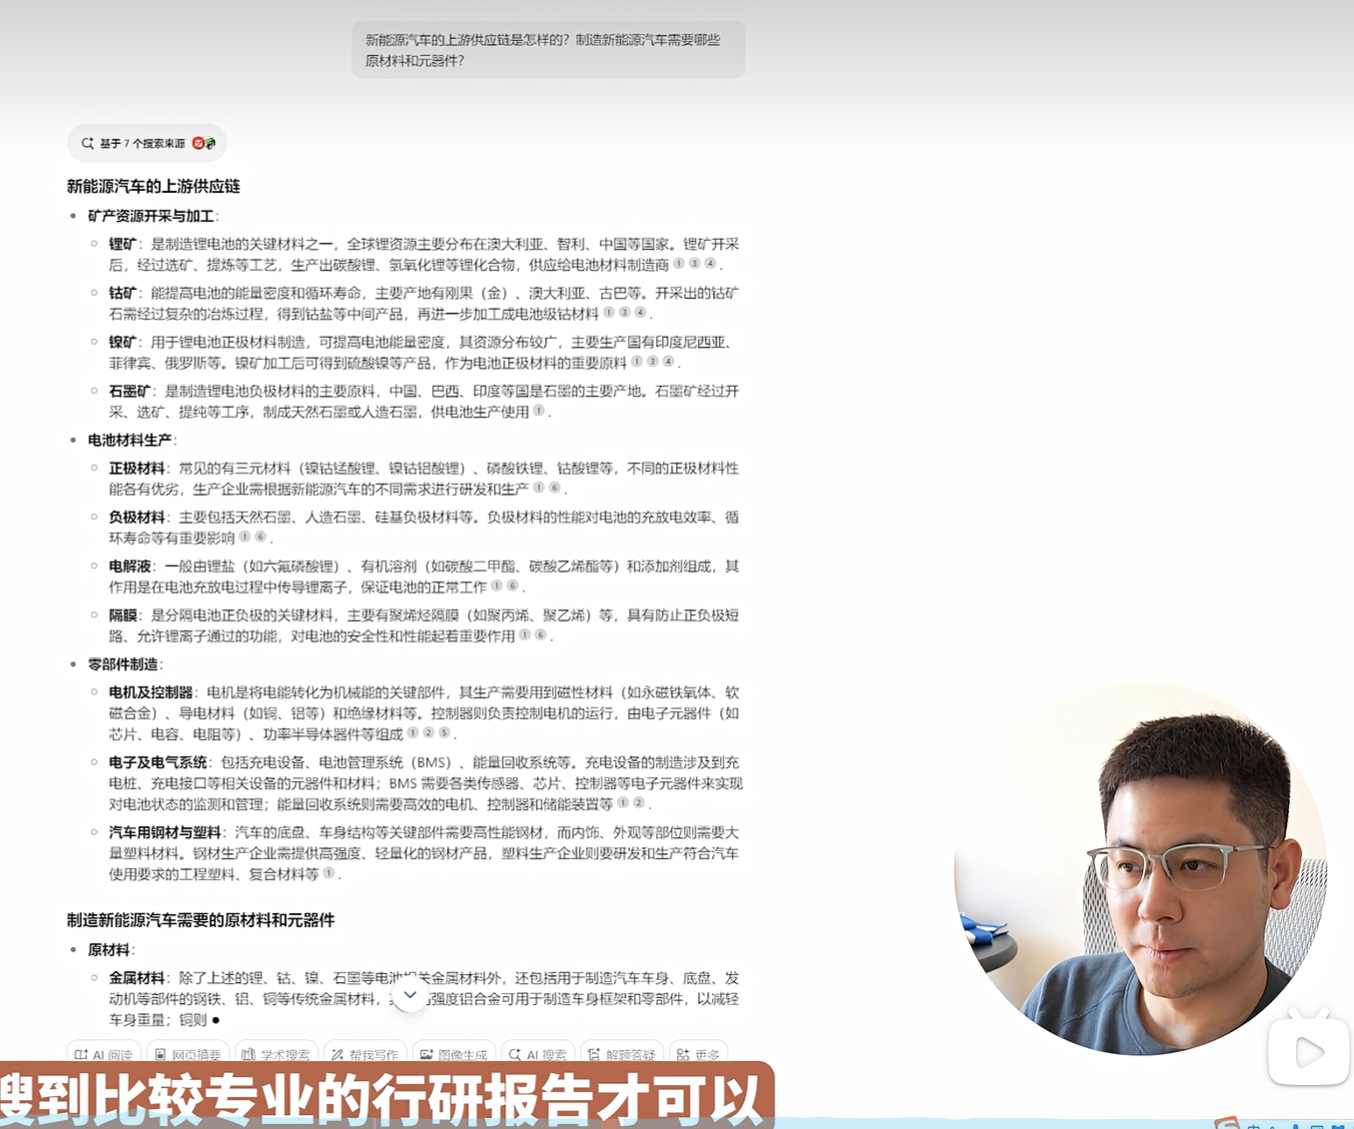 新能源汽车的上游供应链是怎样的？制造新能源汽车需要哪些
原材料和元器件？
基于 7 个搜索来源
新能源汽车的上游供应链
• 矿产资源开采与加工：
○ 锂矿：是制造锂电池的关键材料之一，全球锂资源主要分布在澳大利亚、智利、中国等国家。锂矿开采
后，经过选矿、提炼等工艺，生产出碳酸锂、氢氧化锂等锂化合物，供应给电池材料制造商 ① ③ ④ .
○ 钴矿：能提高电池的能量密度和循环寿命，主要产地有刚果（金）、澳大利亚、古巴等。开采出的钴矿
石需经过复杂的冶炼过程，得到钴盐等中间产品，再进一步加工成电池级钴材料 ① ③ ④ .
○ 镍矿：用于锂电池正极材料制造，可提高电池能量密度，其资源分布较广，主要生产国有印度尼西亚、
菲律宾、俄罗斯等。镍矿加工后可得到硫酸镍等产品，作为电池正极材料的重要原料 ① ③ ④ .
○ 石墨矿：是制造锂电池负极材料的主要原料，中国、巴西、印度等国是石墨的主要产地。石墨矿经过开
采、选矿、提纯等工序，制成天然石墨或人造石墨，供电池生产使用 ① .
• 电池材料生产：
○ 正极材料：常见的有三元材料（镍钴锰酸锂、镍钴铝酸锂）、磷酸铁锂、钴酸锂等，不同的正极材料性
能各有优劣，生产企业需根据新能源汽车的不同需求进行研发和生产 ① ⑥ .
○ 负极材料：主要包括天然石墨、人造石墨、硅基负极材料等。负极材料的性能对电池的充放电效率、循
环寿命等有重要影响 ① ⑥ .
○ 电解液：一般由锂盐（如六氟磷酸锂）、有机溶剂（如碳酸二甲酯、碳酸乙烯酯等）和添加剂组成，其
作用是在电池充放电过程中传导锂离子，保证电池的正常工作 ① ⑥ .
○ 隔膜：是分隔电池正负极的关键材料，主要有聚烯烃隔膜（如聚丙烯、聚乙烯）等，具有防止正负极短
路、允许锂离子通过的功能，对电池的安全性和性能起着重要作用 ① ⑥ .
• 零部件制造：
○ 电机及控制器：电机是将电能转化为机械能的关键部件，其生产需要用到磁性材料（如永磁铁氧体、软
磁合金）、导电材料（如铜、铝等）和绝缘材料等。控制器则负责控制电机的运行，由电子元器件（如
芯片、电容、电阻等）、功率半导体器件等组成 ① ② ⑤ .
○ 电子及电气系统：包括充电设备、电池管理系统（BMS）、能量回收系统等。充电设备的制造涉及到充
电桩、充电接口等相关设备的元器件和材料；BMS 需要各类传感器、芯片、控制器等电子元器件来实现
对电池状态的监测和管理；能量回收系统则需要高效的电机、控制器和储能装置等 ① ② .
○ 汽车用钢材与塑料：汽车的底盘、车身结构等关键部件需要高性能钢材，而内饰、外观等部位则需要大
量塑料材料。钢材生产企业需提供高强度、轻量化的钢材产品，塑料生产企业则要研发和生产符合汽车
使用要求的工程塑料、复合材料等 ① .
制造新能源汽车需要的原材料和元器件
• 原材料：
○ 金属材料：除了上述的锂、钴、镍、石墨等电池相关金属材料外，还包括用于制造汽车车身、底盘、发
动机等部件的钢铁、铝、铜等传统金属材料，强度铝合金可用于制造车身框架和零部件，以减轻
车身重量；铜则 ●
AI 阅读 网页摘要 学术搜索 帮我写作 图像生成 AI 搜索 解题答疑 更多
搜到比较专业的行研报告才可以